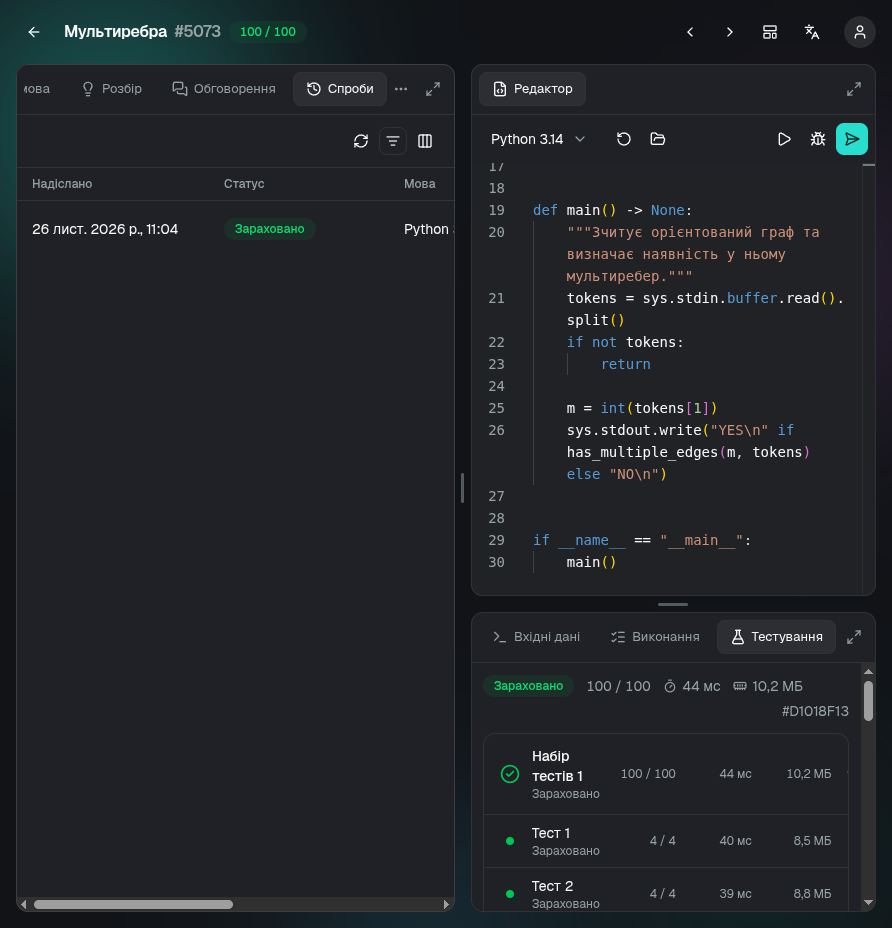 Мультиребра #5073 100 / 100
мова Розбір Обговорення Спроби
Надіслано Статус Мова
26 лист. 2026 р., 11:04 Зараховано Python
Редактор
Python 3.14
17
18
19 def main() -> None:
20 """Зчитує орієнтований граф та
визначає наявність у ньому
мультиребер."""
21 tokens = sys.stdin.buffer.read().
split()
22 if not tokens:
23 return
24
25 m = int(tokens[1])
26 sys.stdout.write("YES\n" if
has_multiple_edges(m, tokens)
else "NO\n")
27
28
29 if __name__ == "__main__":
30 main()
Вхідні дані Виконання Тестування
Зараховано 100 / 100 44 мс 10,2 МБ
#D1018F13
Набір
тестів 1 100 / 100 44 мс 10,2 МБ
Зараховано
Тест 1 4 / 4 40 мс 8,5 МБ
Зараховано
Тест 2 4 / 4 39 мс 8,8 МБ
Зараховано